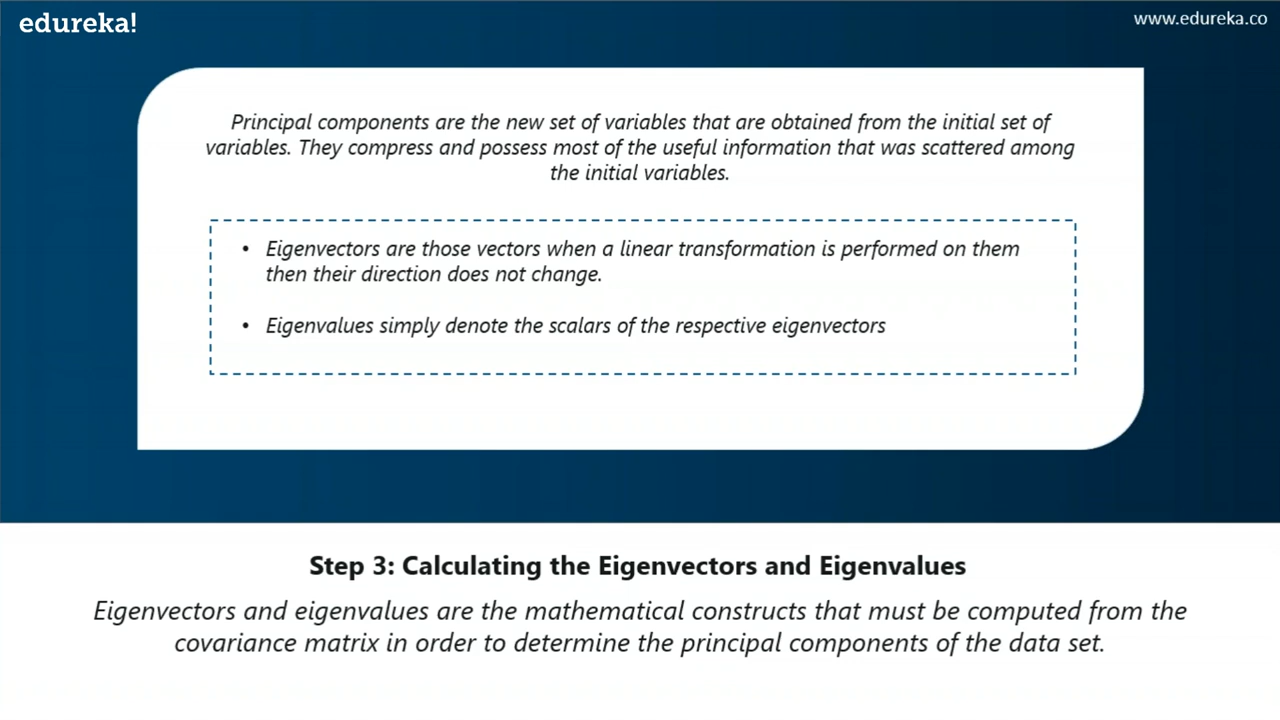 edureka!
www.edureka.co
Principal components are the new set of variables that are obtained from the initial set of
variables. They compress and possess most of the useful information that was scattered among
the initial variables.
• Eigenvectors are those vectors when a linear transformation is performed on them
then their direction does not change.
• Eigenvalues simply denote the scalars of the respective eigenvectors
Step 3: Calculating the Eigenvectors and Eigenvalues
Eigenvectors and eigenvalues are the mathematical constructs that must be computed from the
covariance matrix in order to determine the principal components of the data set.